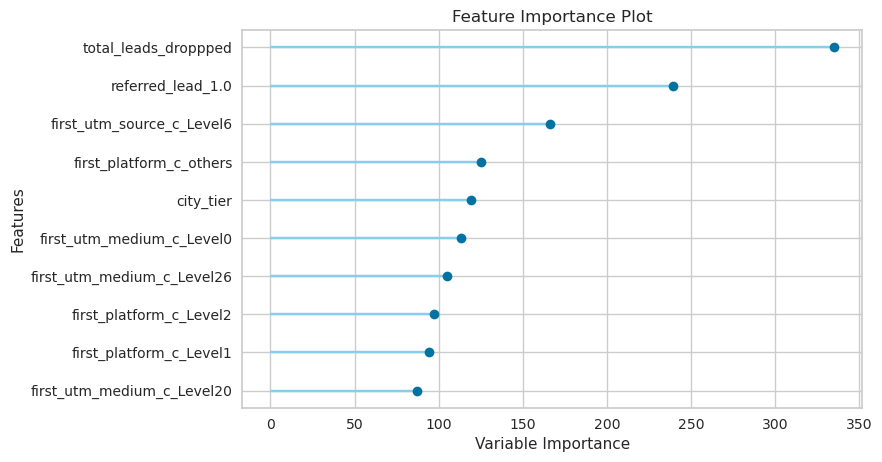 Feature Importance Plot
total_leads_droppped
referred_lead_1.0
first_utm_source_c_Level6
first_platform_c_others
city_tier
first_utm_medium_c_Level0
first_utm_medium_c_Level26
first_platform_c_Level2
first_platform_c_Level1
first_utm_medium_c_Level20
Features
0 50 100 150 200 250 300 350
Variable Importance